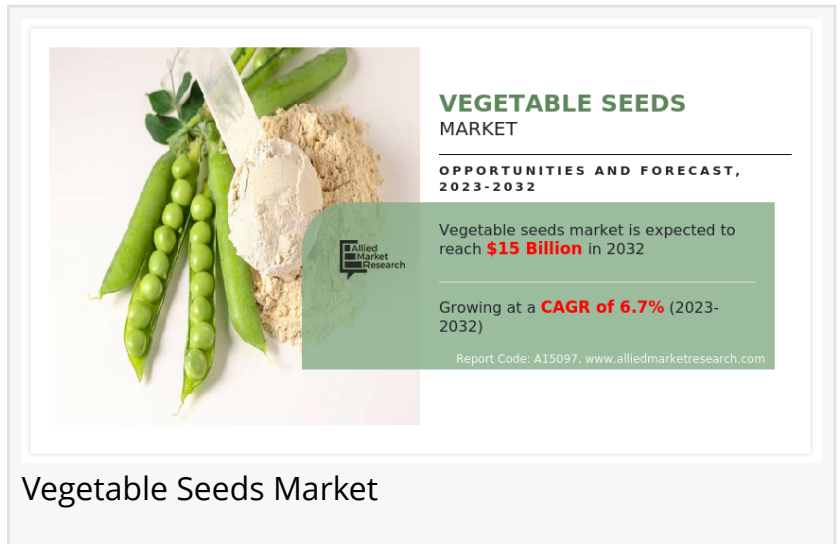 VEGETABLE SEEDS
MARKET
OPPORTUNITIES AND FORECAST,
2023-2032
Vegetable seeds market is expected to
reach $15 Billion in 2032
Allied
Market
Research
Growing at a CAGR of 6.7% (2023-
2032)
Report Code: A15097, www.alliedmarketresearch.com
Vegetable Seeds Market